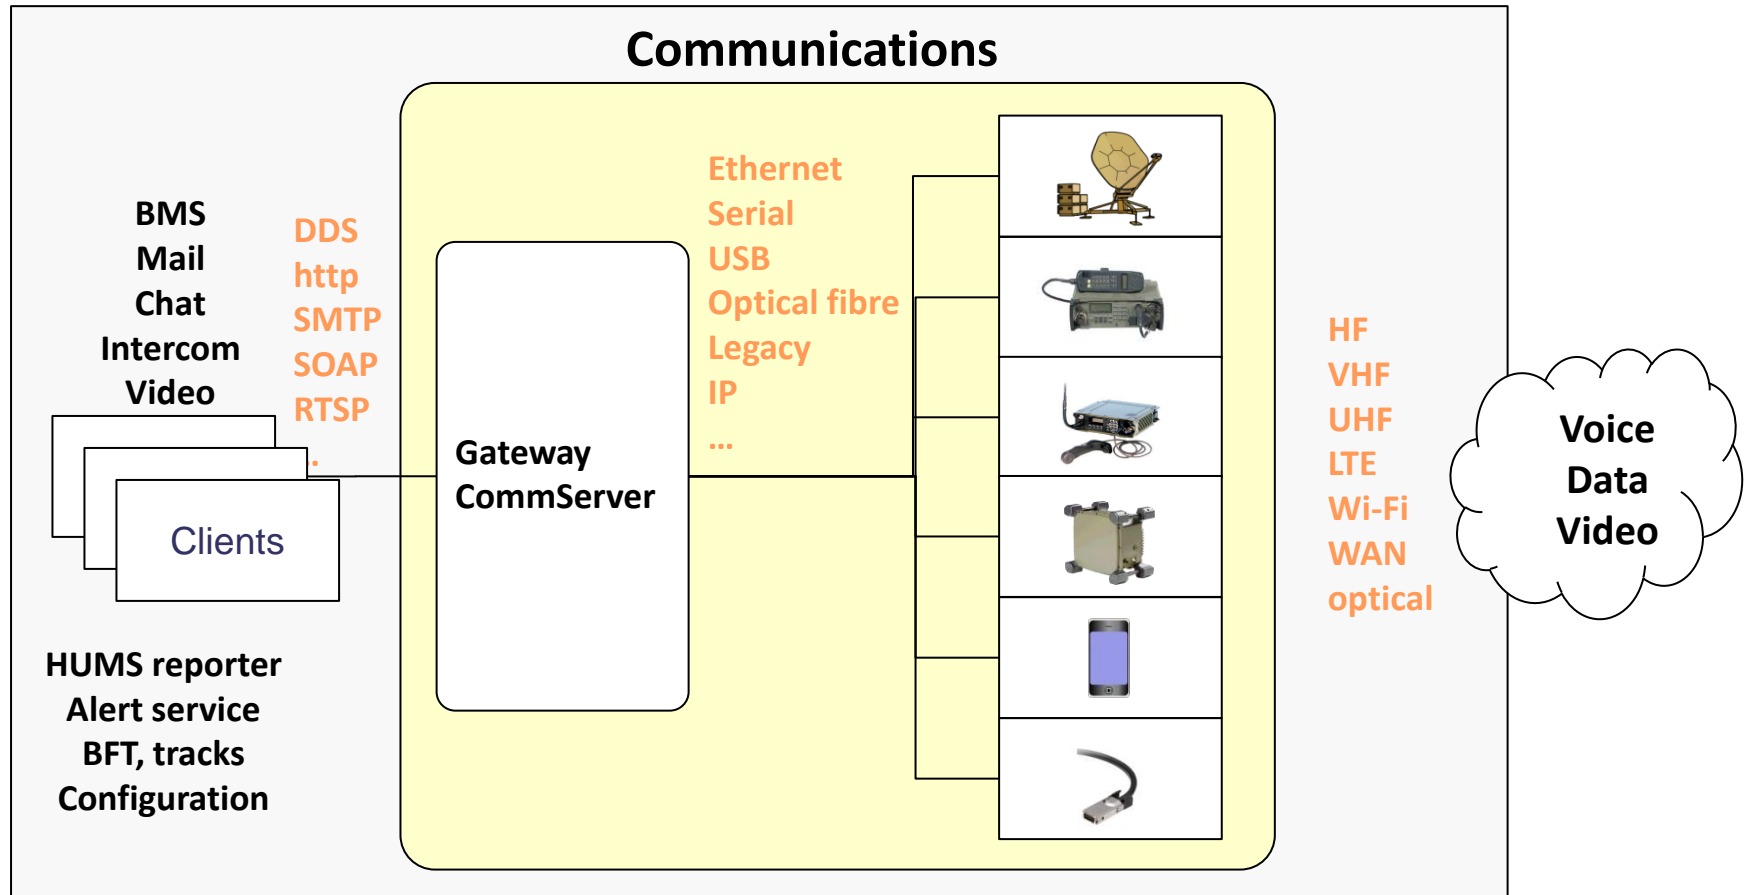 Communications
BMS
Mail
Chat
Intercom
Video
DDS
http
SMTP
SOAP
RTSP
...
Clients
HUMS reporter
Alert service
BFT, tracks
Configuration
Gateway
CommServer
Ethernet
Serial
USB
Optical fibre
Legacy
IP
...
HF
VHF
UHF
LTE
Wi-Fi
WAN
optical
Voice
Data
Video